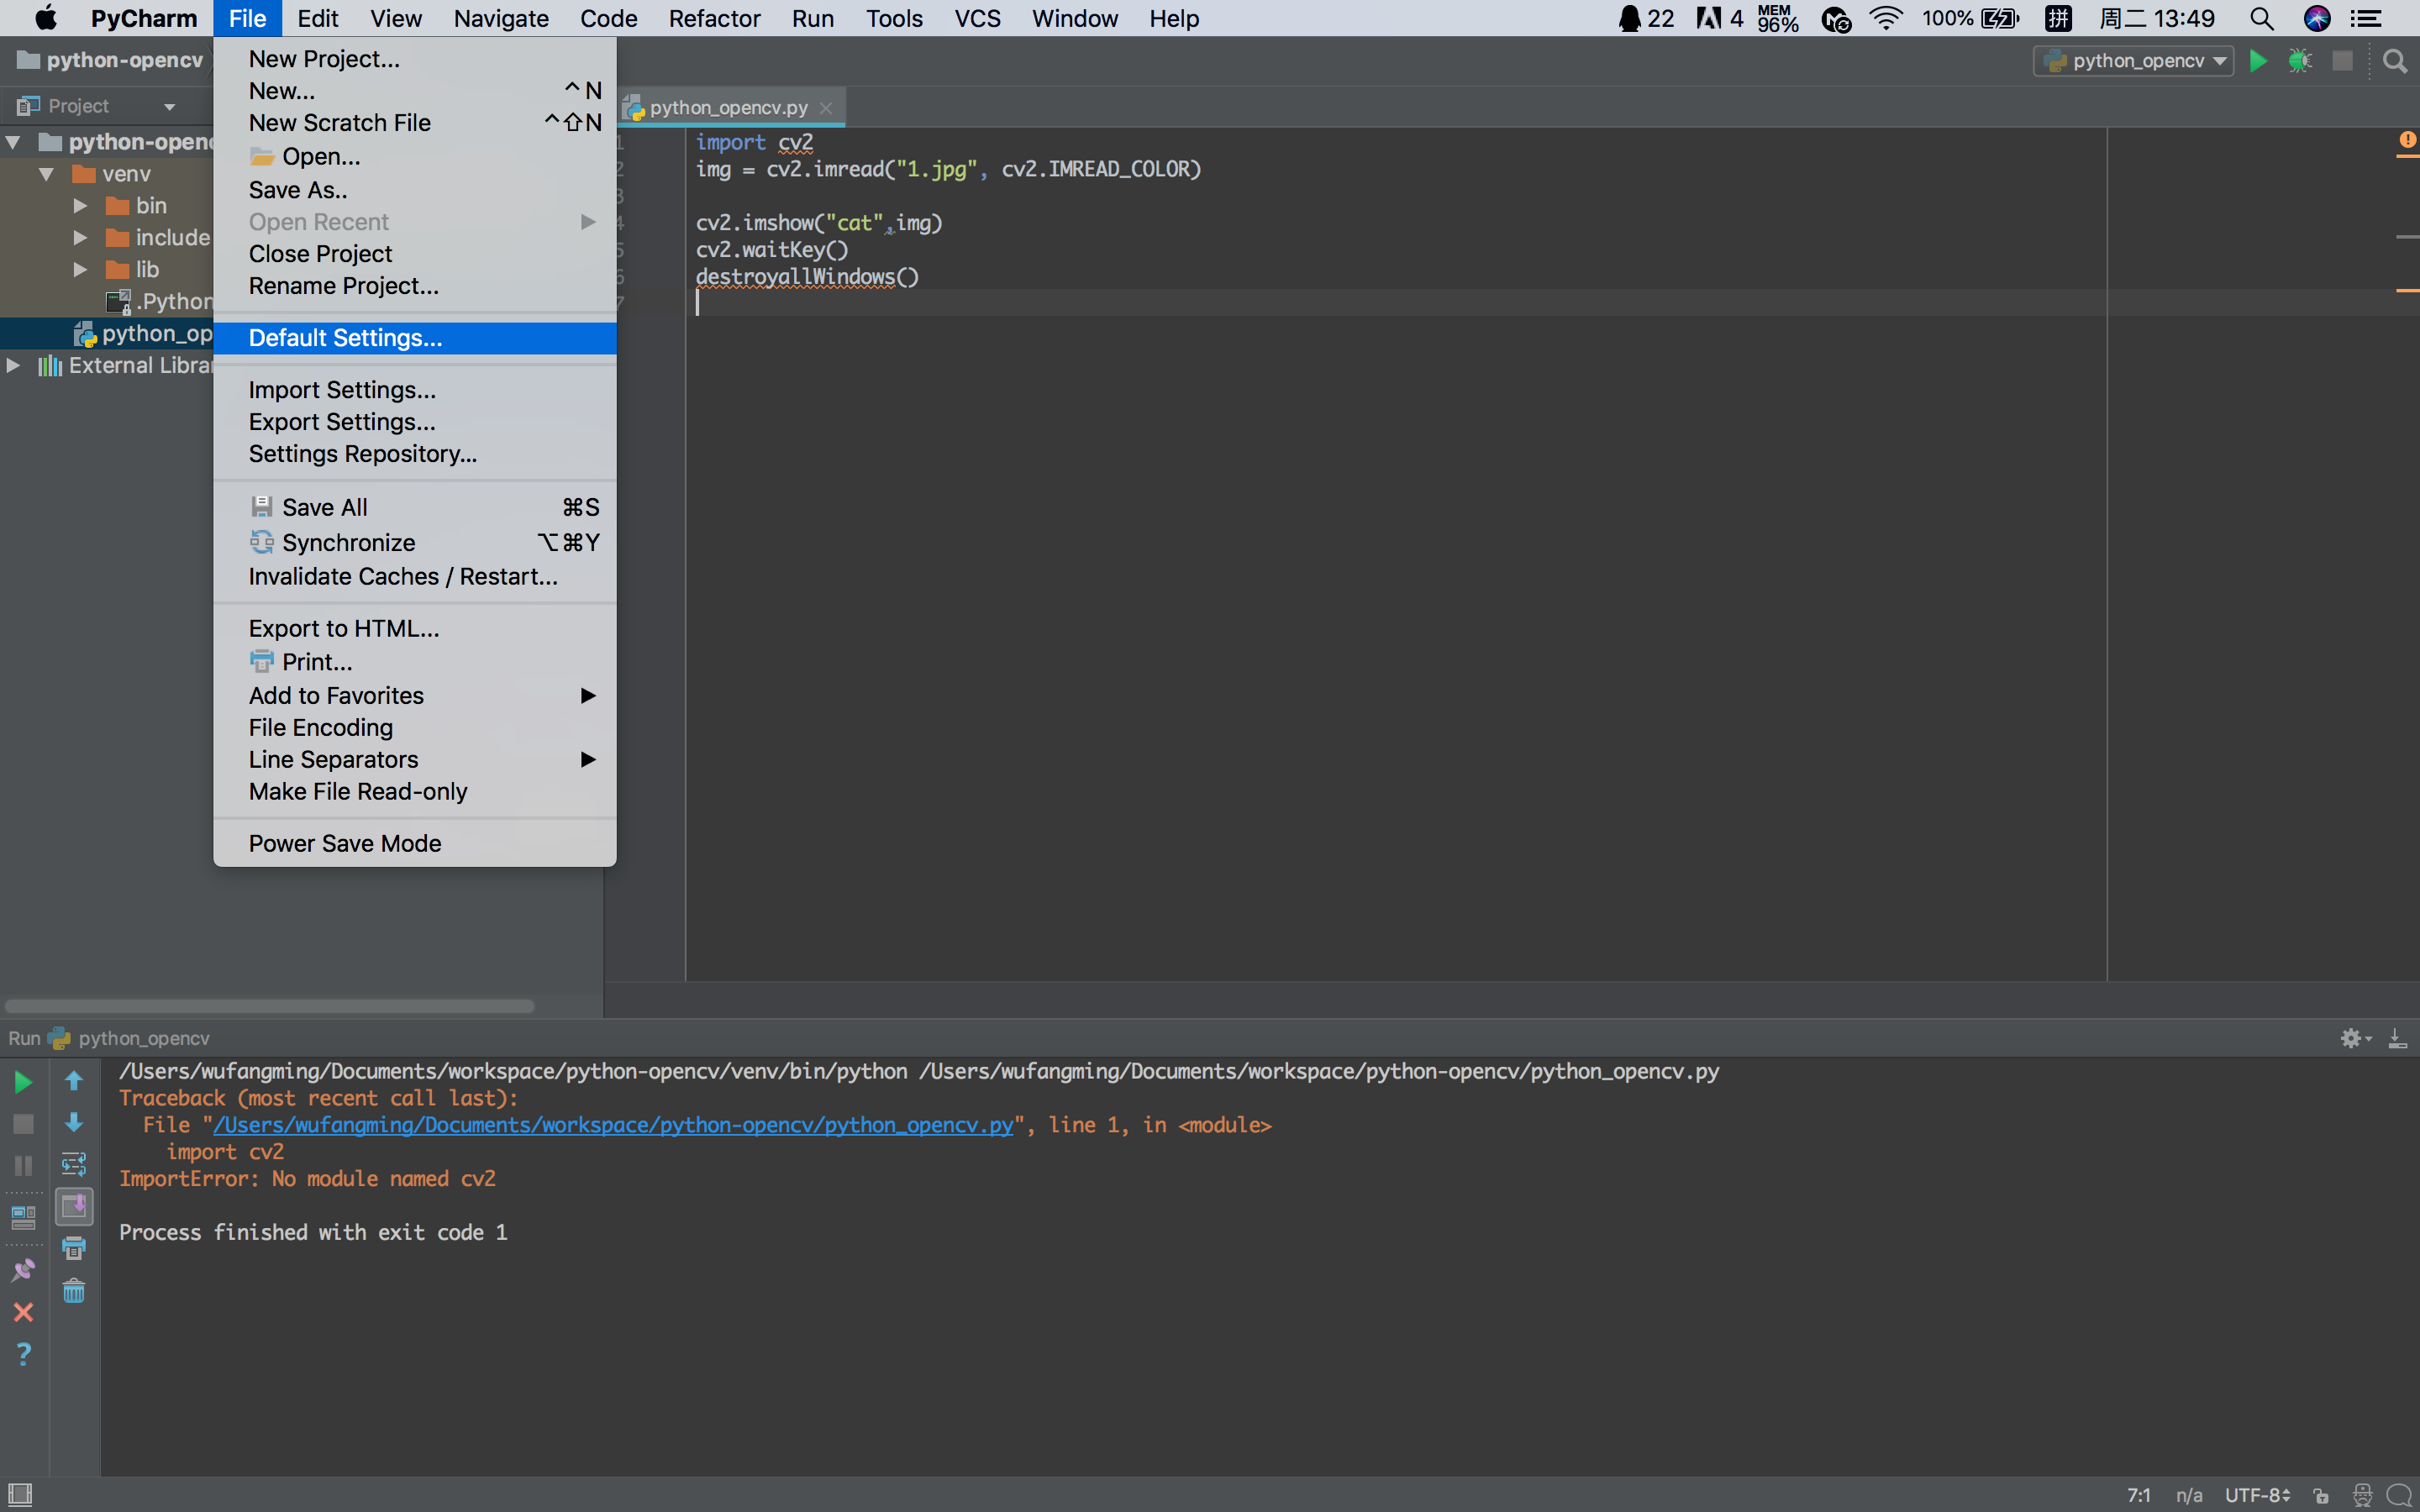 PyCharm File Edit View Navigate Code Refactor Run Tools VCS Window Help 22 4 MEM 96% 100% 拼 周二 13:49
python-opencv python_opencv
Project python_opencv.py
New Project...
New... ^N
New Scratch File ^⇧N
Open...
Save As..
Open Recent
Close Project
Rename Project...
Default Settings...
Import Settings...
Export Settings...
Settings Repository...
Save All ⌘S
Synchronize ⌥⌘Y
Invalidate Caches / Restart...
Export to HTML...
Print...
Add to Favorites
File Encoding
Line Separators
Make File Read-only
Power Save Mode
python-openc
venv
bin
include
lib
.Python
python_op
External Librar
1 import cv2
2 img = cv2.imread("1.jpg", cv2.IMREAD_COLOR)
3
4 cv2.imshow("cat",img)
5 cv2.waitKey()
6 destroyallWindows()
7
Run python_opencv
/Users/wufangming/Documents/workspace/python-opencv/venv/bin/python /Users/wufangming/Documents/workspace/python-opencv/python_opencv.py
Traceback (most recent call last):
File "/Users/wufangming/Documents/workspace/python-opencv/python_opencv.py", line 1, in <module>
import cv2
ImportError: No module named cv2
Process finished with exit code 1
7:1 n/a UTF-8